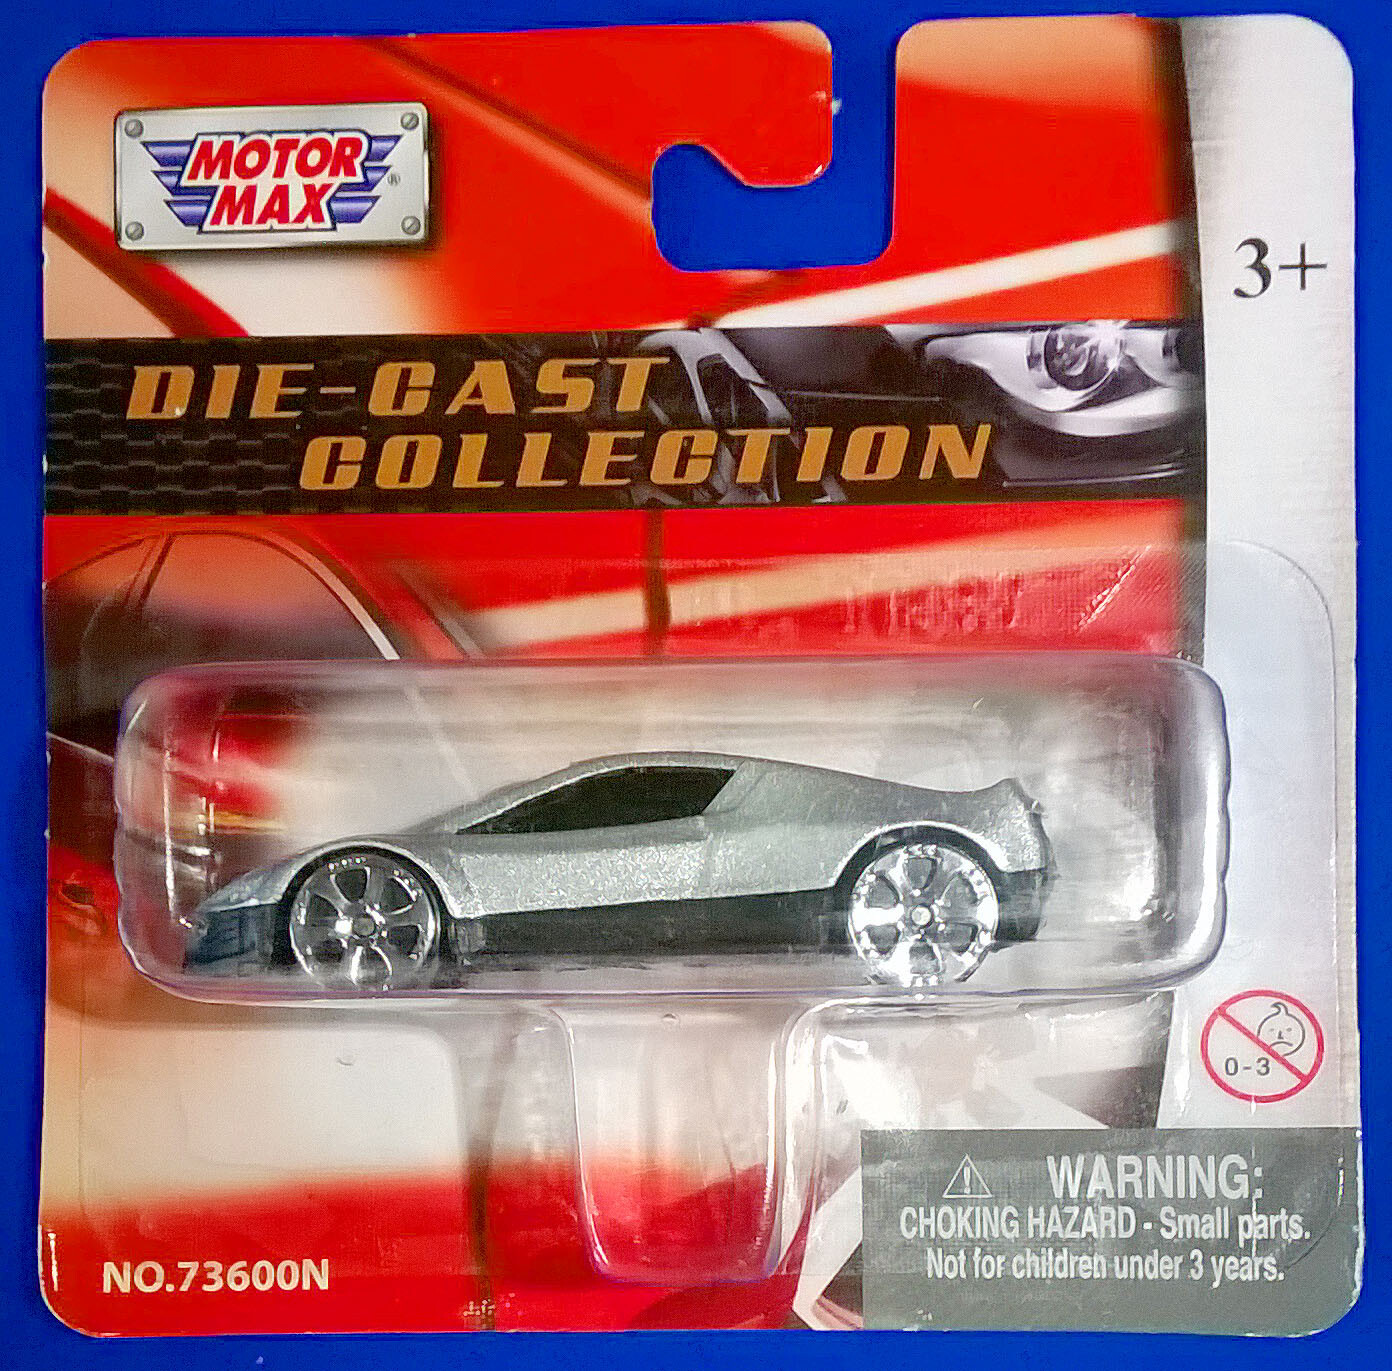 MOTOR
MAX®
3+
DIE-CAST
COLLECTION
0-3
⚠ WARNING:
CHOKING HAZARD - Small parts.
Not for children under 3 years.
NO.73600N